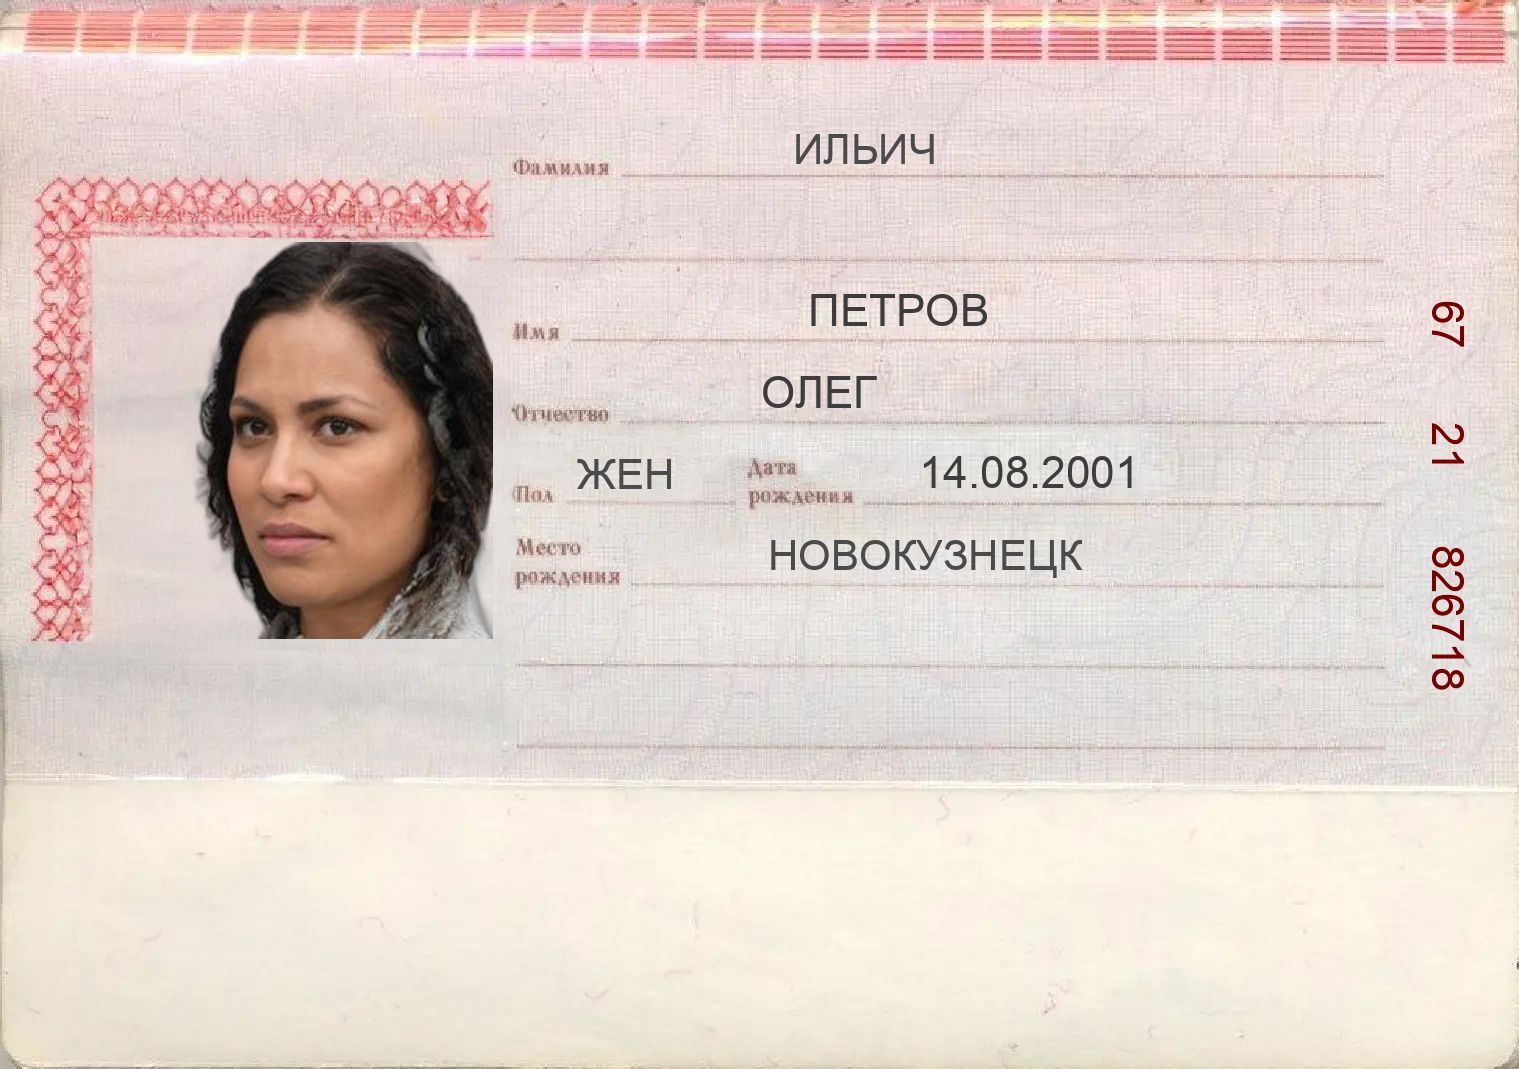 Фамилия ИЛЬИЧ
Имя ПЕТРОВ
Отчество ОЛЕГ
Пол ЖЕН Дата рождения 14.08.2001
Место рождения НОВОКУЗНЕЦК
67 21 826718